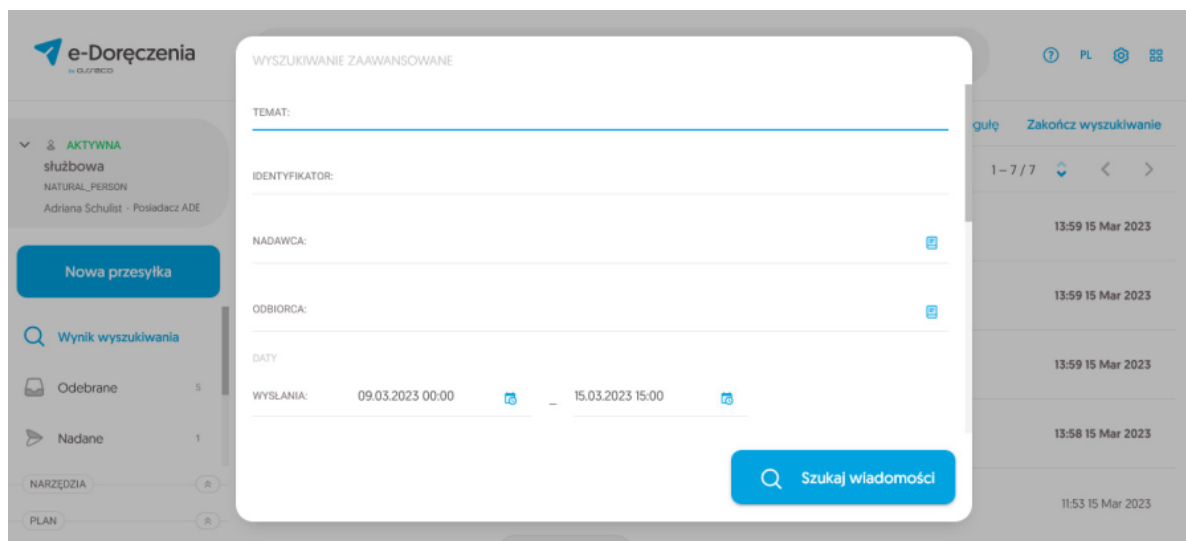 e-Doręczenia
by asseco
PL
AKTYWNA
służbowa
NATURAL_PERSON
Adriana Schulist - Posiadacz ADE
Nowa przesyłka
Wynik wyszukiwania
Odebrane 5
Nadane 1
NARZĘDZIA
PLAN
WYSZUKIWANIE ZAAWANSOWANE
TEMAT:
IDENTYFIKATOR:
NADAWCA:
ODBIORCA:
DATY
WYSŁANIA: 09.03.2023 00:00 _ 15.03.2023 15:00
Szukaj wiadomości
gułę Zakończ wyszukiwanie
1-7/7
13:59 15 Mar 2023
13:59 15 Mar 2023
13:59 15 Mar 2023
13:58 15 Mar 2023
11:53 15 Mar 2023